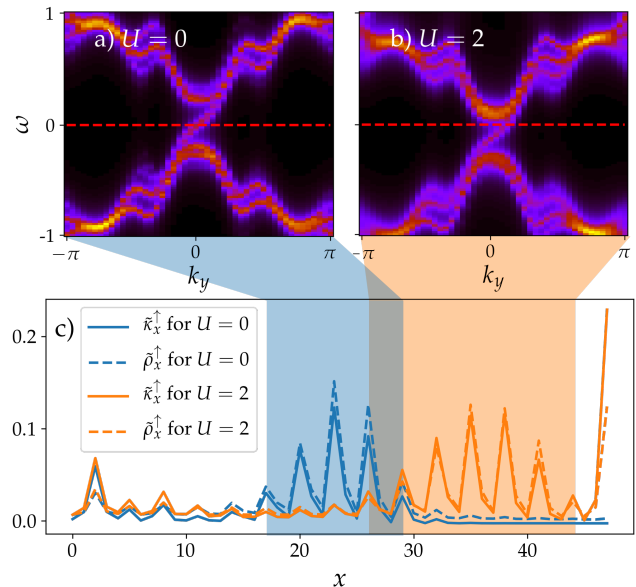 a) U = 0
b) U = 2
ω
1
0
-1
−π
0
π
−π
0
π
k_y
k_y
c)
κ̃_x^↑ for U = 0
ρ̃_x^↑ for U = 0
κ̃_x^↑ for U = 2
ρ̃_x^↑ for U = 2
0.2
0.1
0.0
0
10
20
30
40
x